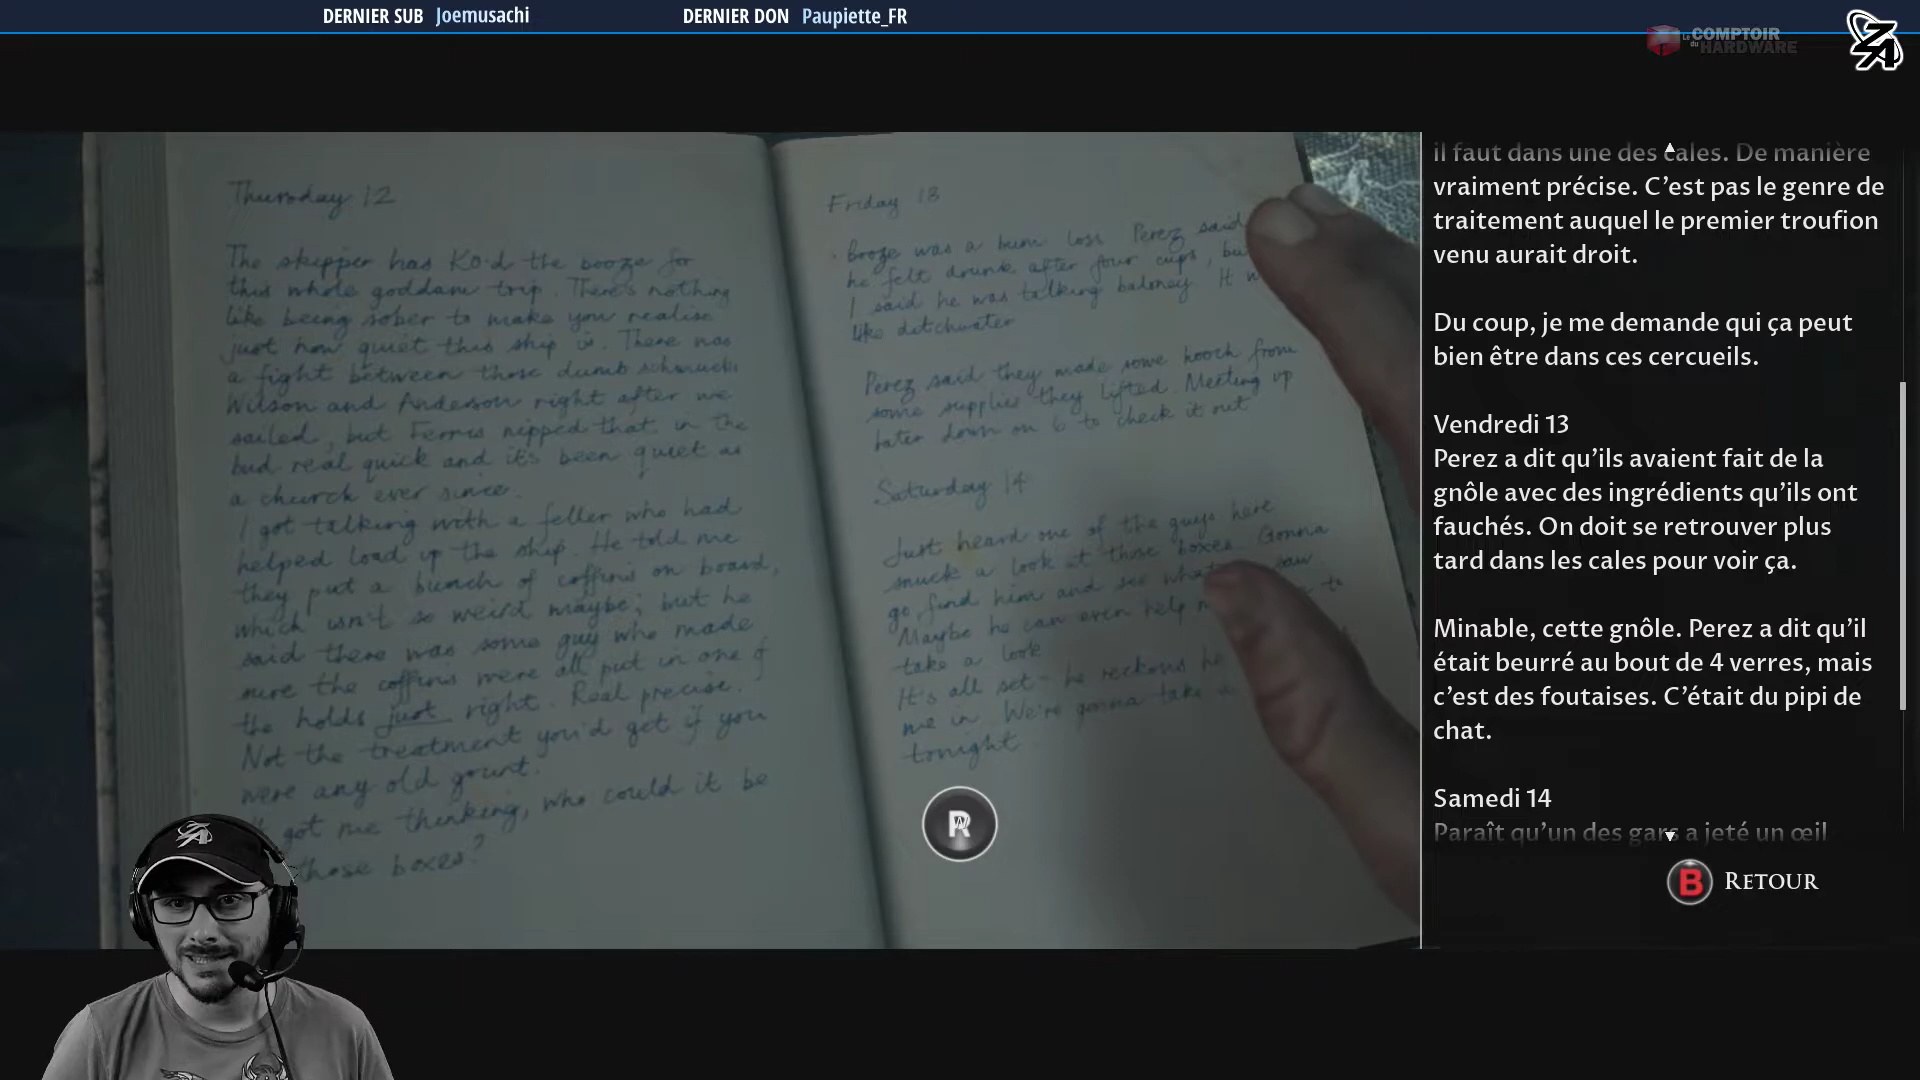 DERNIER SUB Joemusachi
DERNIER DON Paupiette_FR
Le COMPTOIR
du HARDWARE
ZA
Thursday 12
The skipper has KO-d the booze for
this whole goddam trip. There's nothing
like being sober to make you realise
just how quiet this ship is. There was
a fight between those dumb schmucks
Wilson and Anderson right after we
sailed, but Ferris nipped that in the
bud real quick and it's been quiet as
a church ever since.
I got talking with a feller who had
helped load up the ship. He told me
they put a bunch of coffins on board,
which isn't so weird maybe; but he
said there was some guy who made
sure the coffins were all put in one of
the holds just right. Real precise.
Not the treatment you'd get if you
were any old grunt.
got me thinking, who could it be
those boxes?
Friday 13
Booze was a bum loss Perez said
he felt drunk after four cups, bu
I said he was talking baloney. It w
like ditchwater
Perez said they made some hooch from
some supplies they lifted. Meeting up
later down on 6 to check it out
Saturday 14
Just heard one of the guys here
snuck a look at those boxes. Gonna
go find him and see what saw
Maybe he can even help to
take a look
It's all set - he reckons he
me in. We're gonna take
tonight
R
il faut dans une des cales. De manière
vraiment précise. C'est pas le genre de
traitement auquel le premier troufion
venu aurait droit.
Du coup, je me demande qui ça peut
bien être dans ces cercueils.
Vendredi 13
Perez a dit qu'ils avaient fait de la
gnôle avec des ingrédients qu'ils ont
fauchés. On doit se retrouver plus
tard dans les cales pour voir ça.
Minable, cette gnôle. Perez a dit qu'il
était beurré au bout de 4 verres, mais
c'est des foutaises. C'était du pipi de
chat.
Samedi 14
Paraît qu'un des gars a jeté un œil
B RETOUR